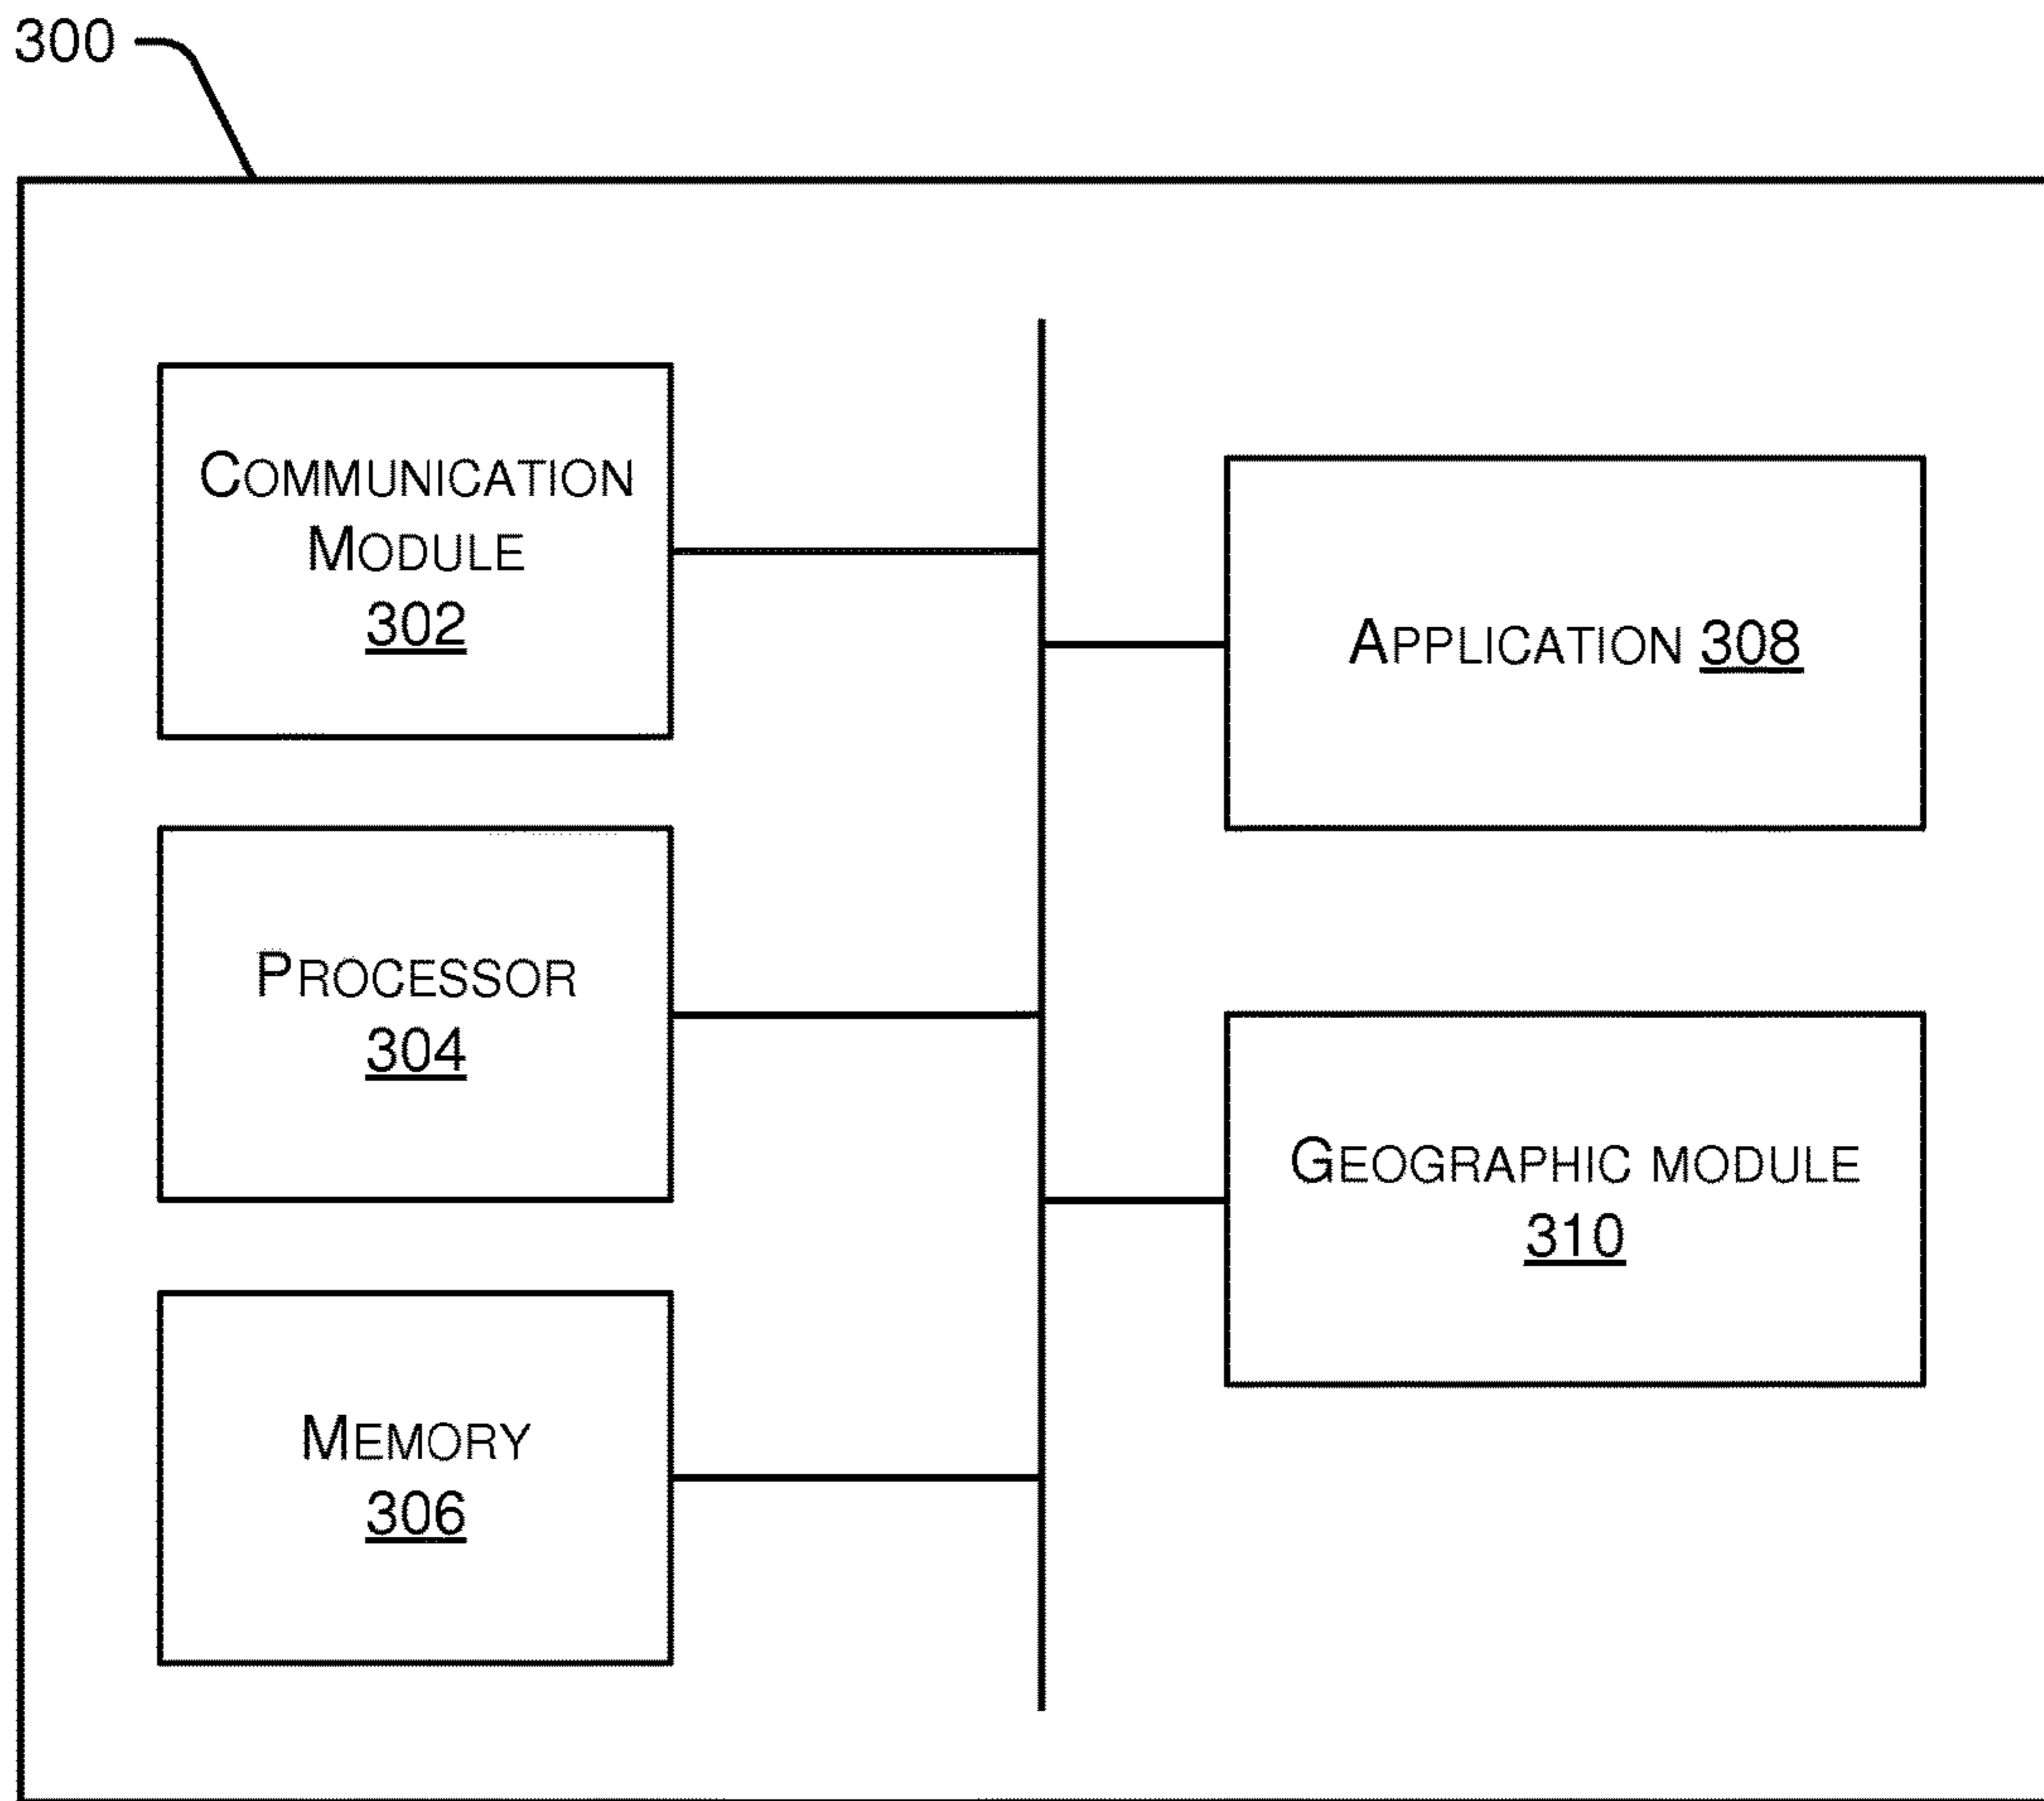 300
COMMUNICATION
MODULE
302
APPLICATION 308
PROCESSOR
304
GEOGRAPHIC MODULE
310
MEMORY
306